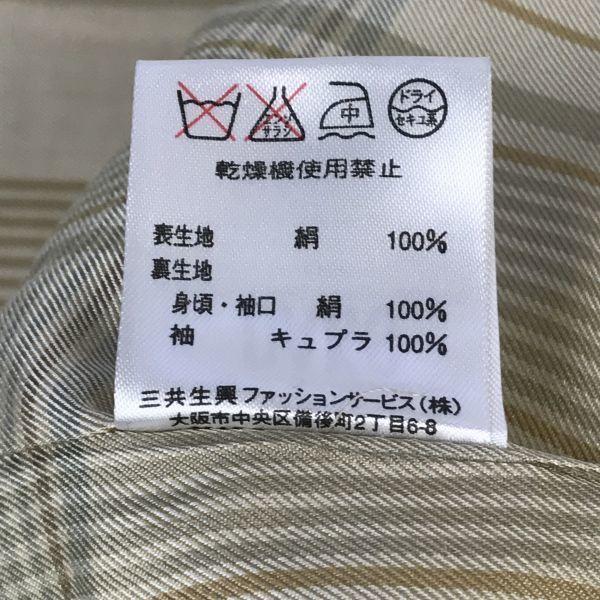 エンソ
サラシ
中
ドライ
セキユ系
乾燥機使用禁止
表生地 絹 100%
裏生地
身頃・袖口 絹 100%
袖 キュプラ 100%
三共生興ファッションサービス(株)
大阪市中央区備後町2丁目6-8